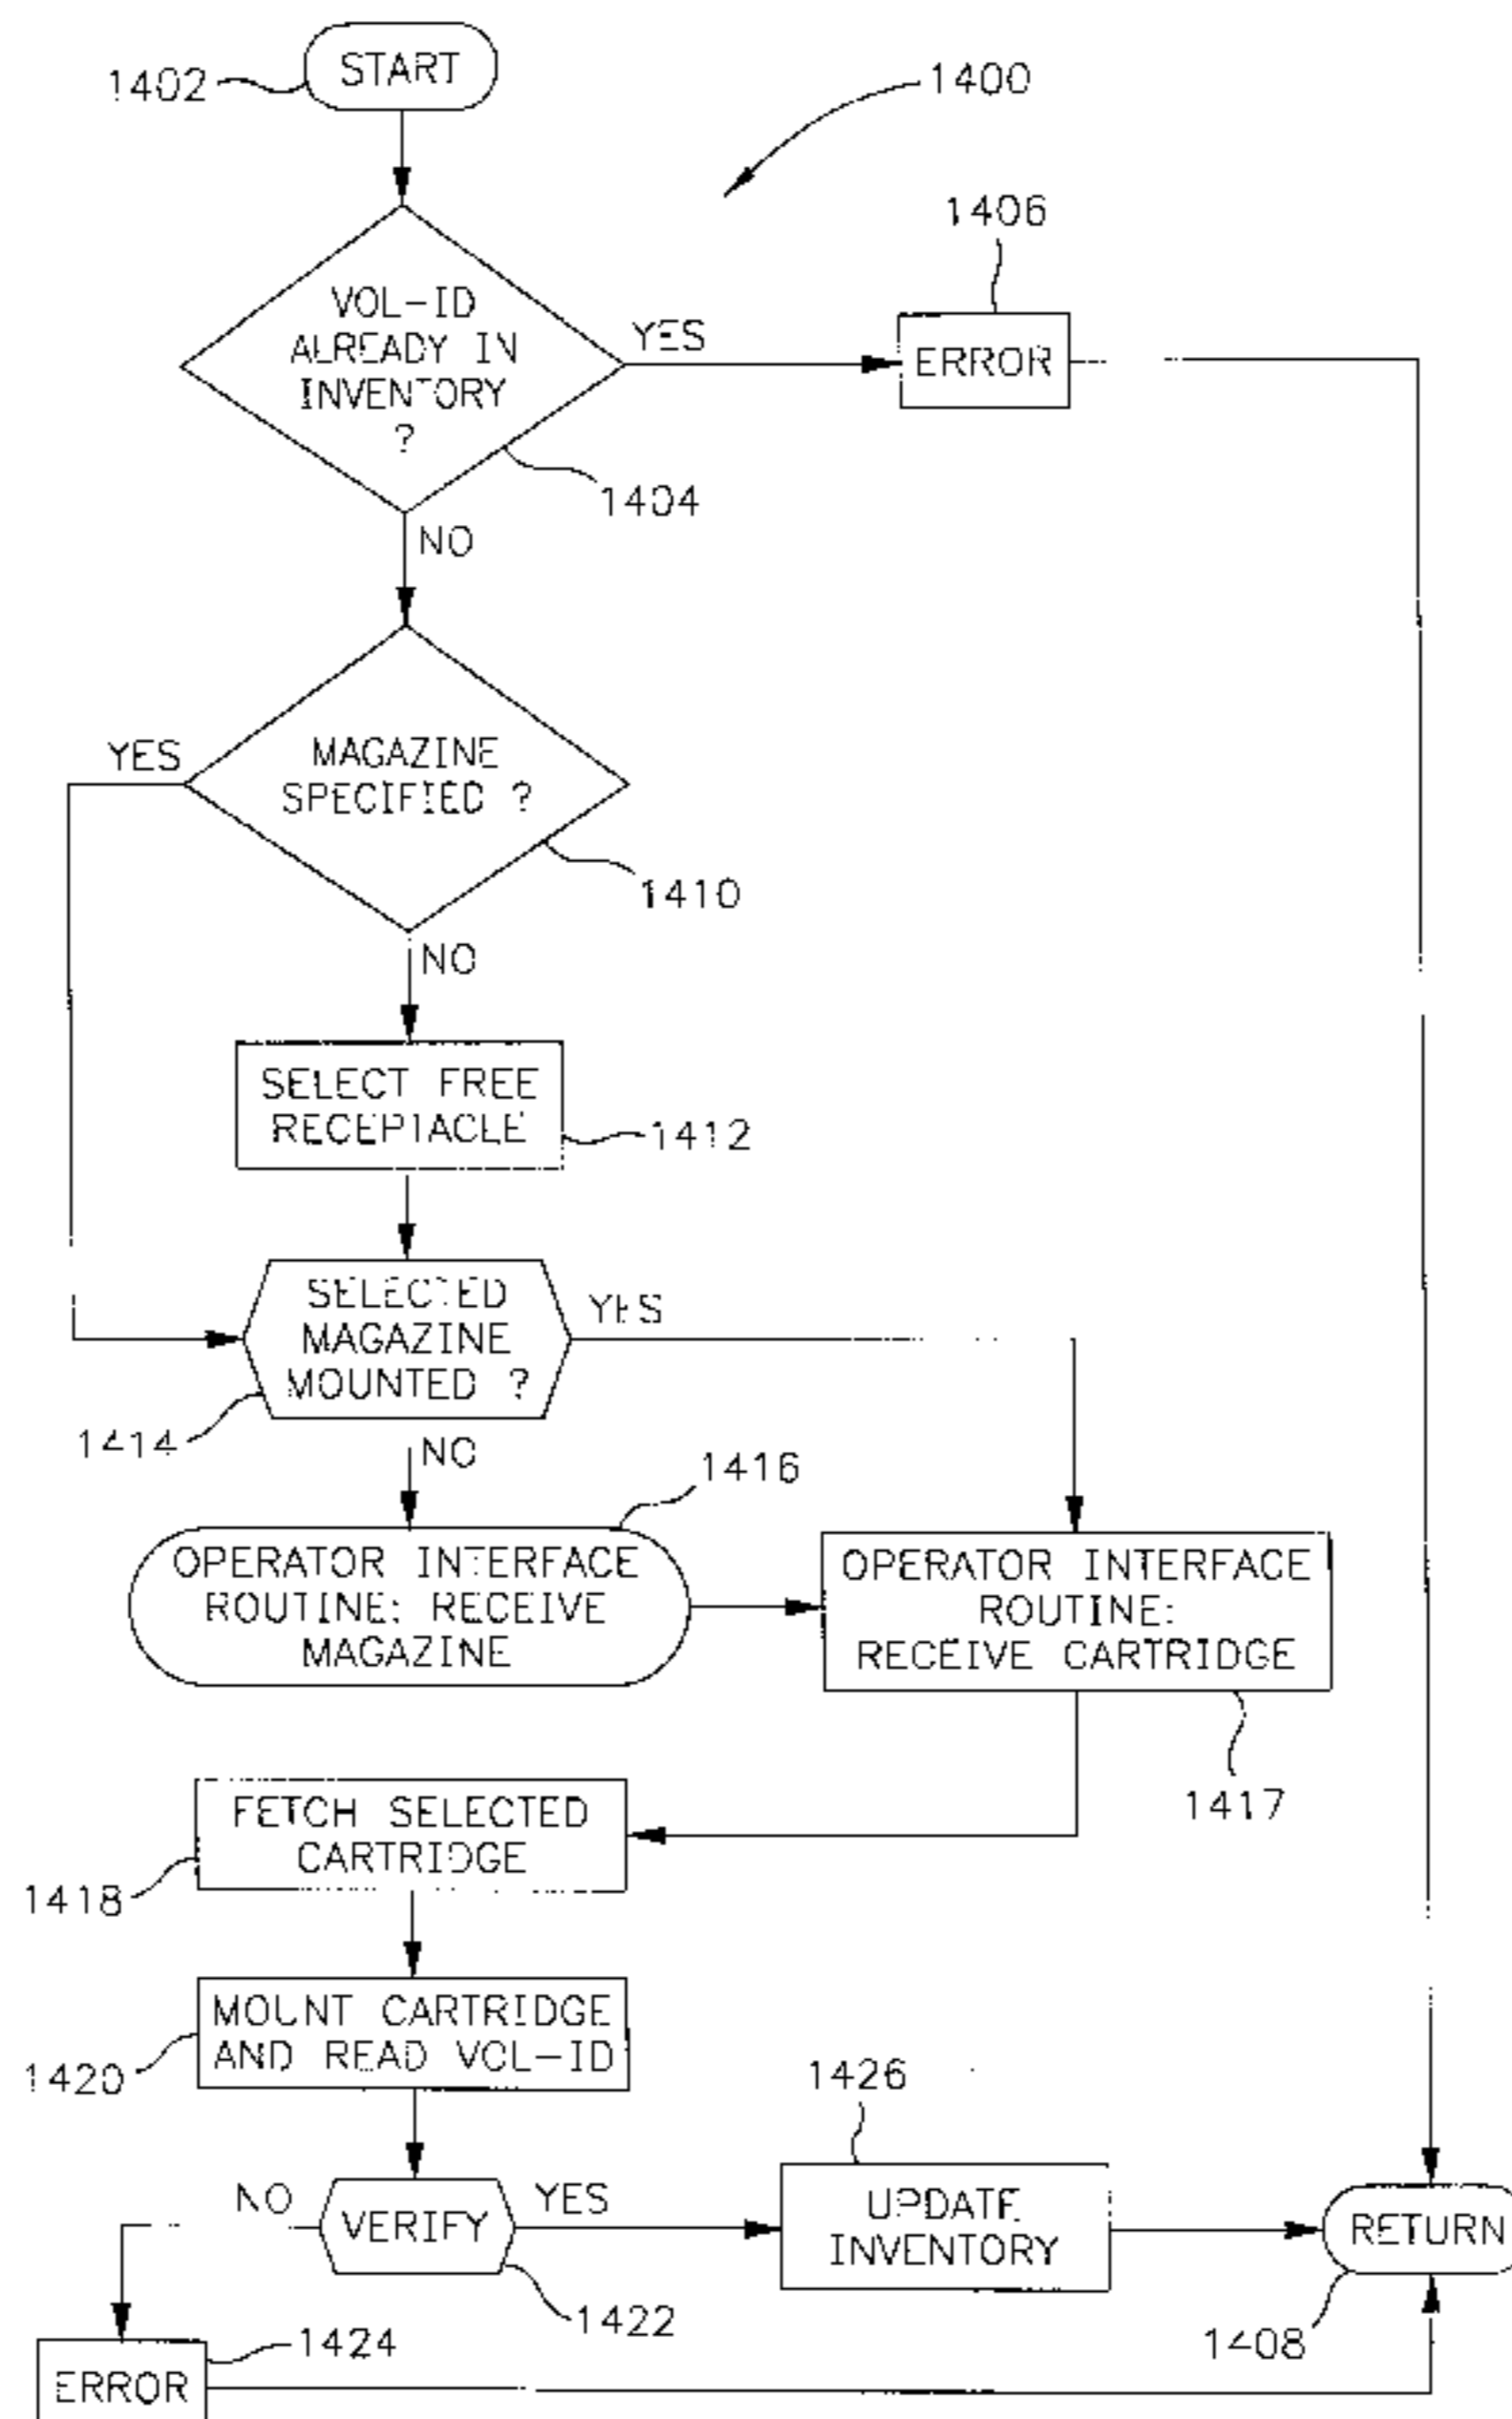 START
1402
1400
1406
VOL-ID
ALREADY IN
INVENTORY
?
YES
ERROR
1404
NO
YES
MAGAZINE
SPECIFIED ?
1410
NO
SELECT FREE
RECEPTACLE
1412
SELECTED
MAGAZINE
MOUNTED ?
YES
1414
NO
1416
OPERATOR INTERFACE
ROUTINE: RECEIVE
MAGAZINE
OPERATOR INTERFACE
ROUTINE:
RECEIVE CARTRIDGE
1417
FETCH SELECTED
CARTRIDGE
1418
MOUNT CARTRIDGE
AND READ VOL-ID
1420
1426
NO
VERIFY
YES
UPDATE
INVENTORY
RETURN
1422
1408
1424
ERROR